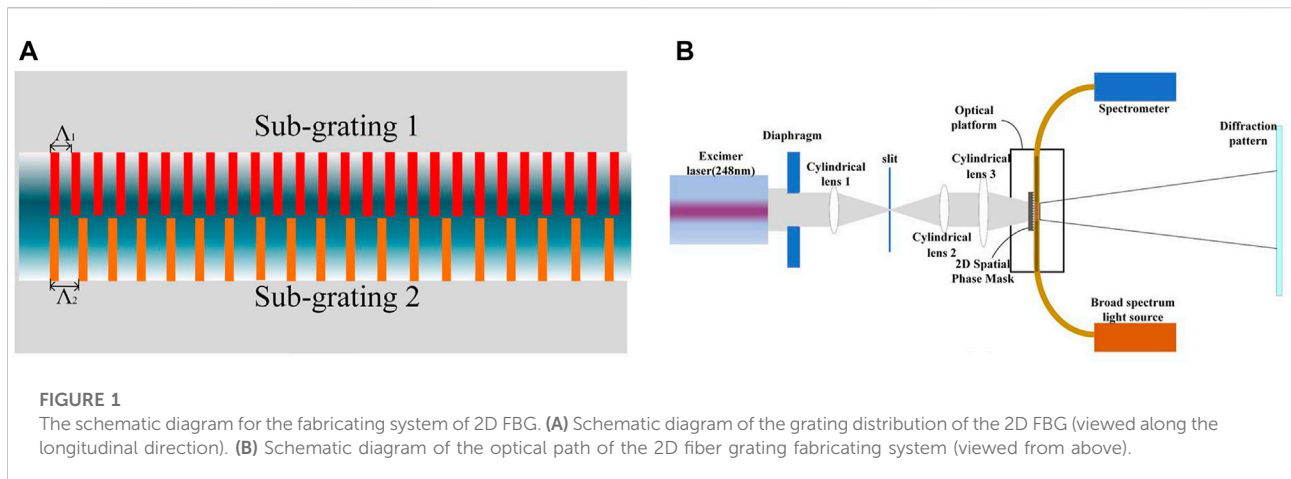 A
Λ1
Sub-grating 1
Λ2
Sub-grating 2
B
Excimer
laser(248nm)
Diaphragm
Cylindrical
lens 1
slit
Cylindrical
lens 2
Optical
platform
Cylindrical
lens 3
2D Spatial
Phase Mask
Spectrometer
Broad spectrum
light source
Diffraction
pattern
FIGURE 1
The schematic diagram for the fabricating system of 2D FBG. (A) Schematic diagram of the grating distribution of the 2D FBG (viewed along the
longitudinal direction). (B) Schematic diagram of the optical path of the 2D fiber grating fabricating system (viewed from above).